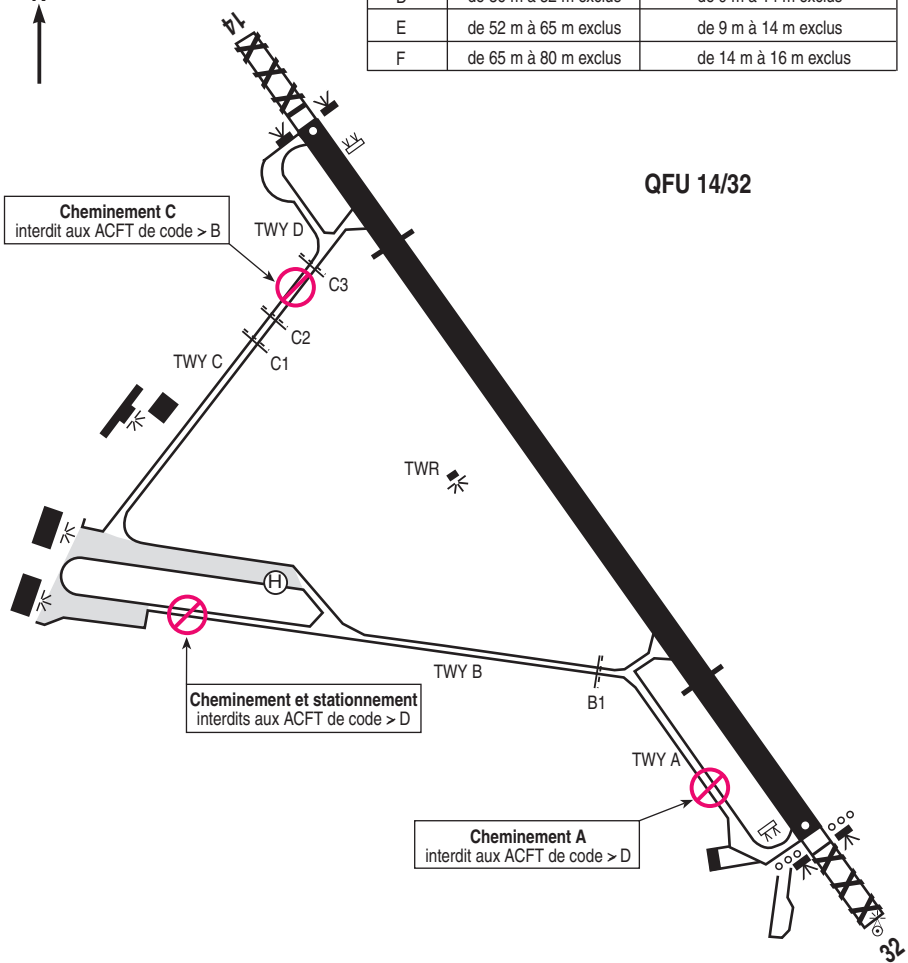 E de 52 m à 65 m exclus de 9 m à 14 m exclus
F de 65 m à 80 m exclus de 14 m à 16 m exclus
14
QFU 14/32
Cheminement C
interdit aux ACFT de code > B
TWY D
C3
C2
C1
TWY C
TWR
H
TWY B
B1
Cheminement et stationnement
interdits aux ACFT de code > D
TWY A
Cheminement A
interdit aux ACFT de code > D
32